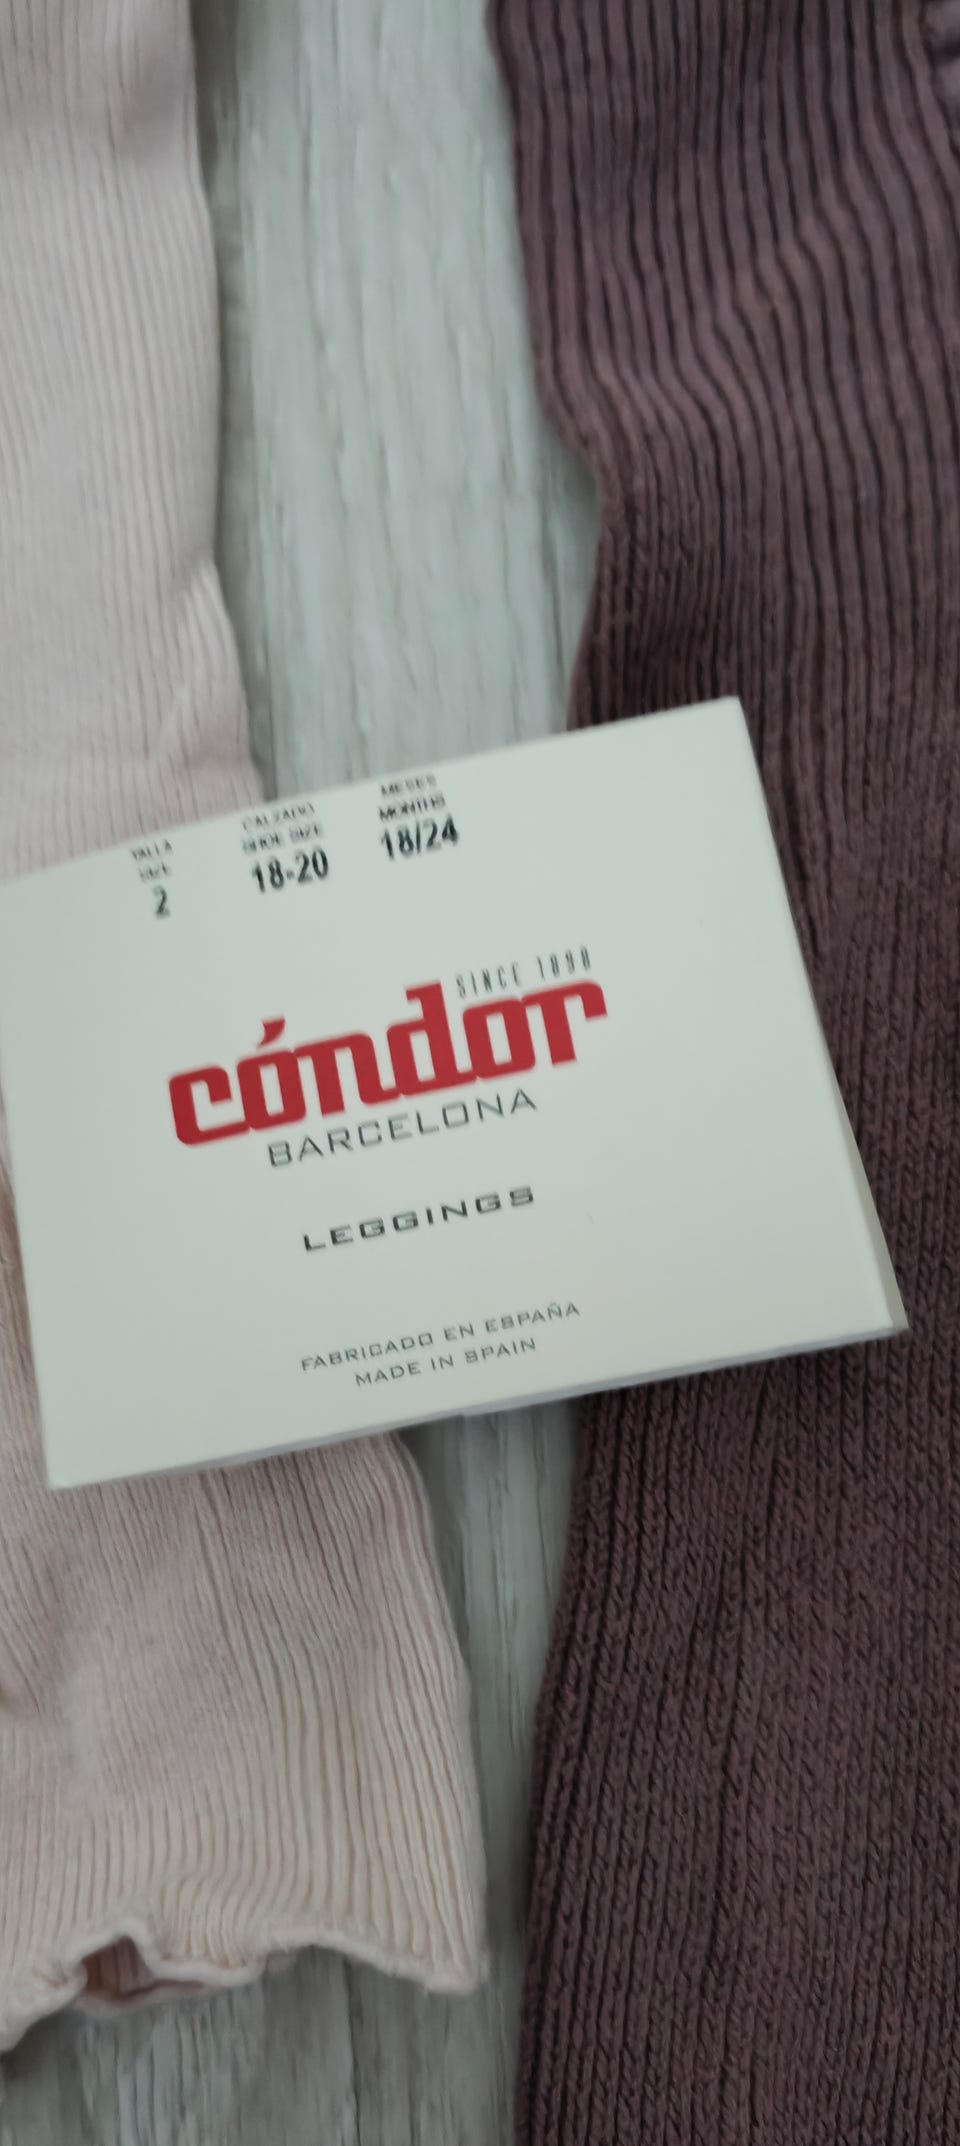 TALLA
SIZE
2
CALZADO
SHOE SIZE
18-20
MESES
MONTHS
18/24
SINCE 1898
cóndor
BARCELONA
LEGGINGS
FABRICADO EN ESPAÑA
MADE IN SPAIN